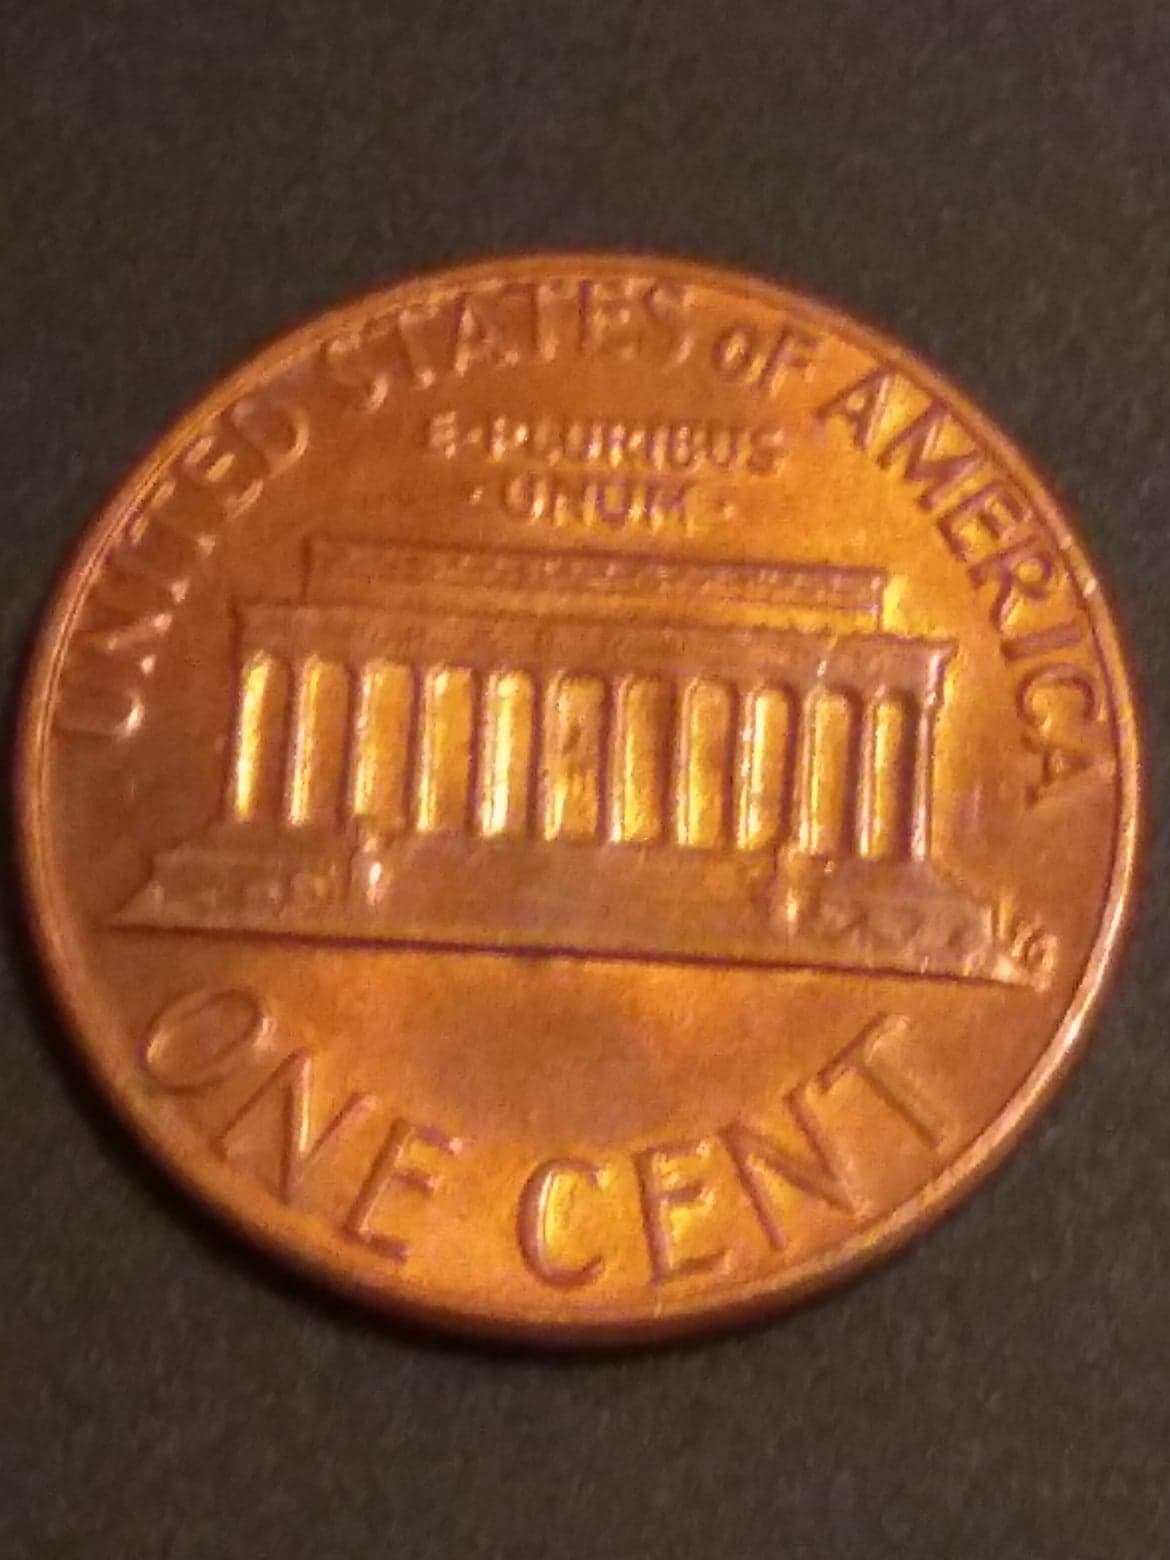 UNITED STATES OF AMERICA
E·PLURIBUS
·UNUM·
ONE CENT